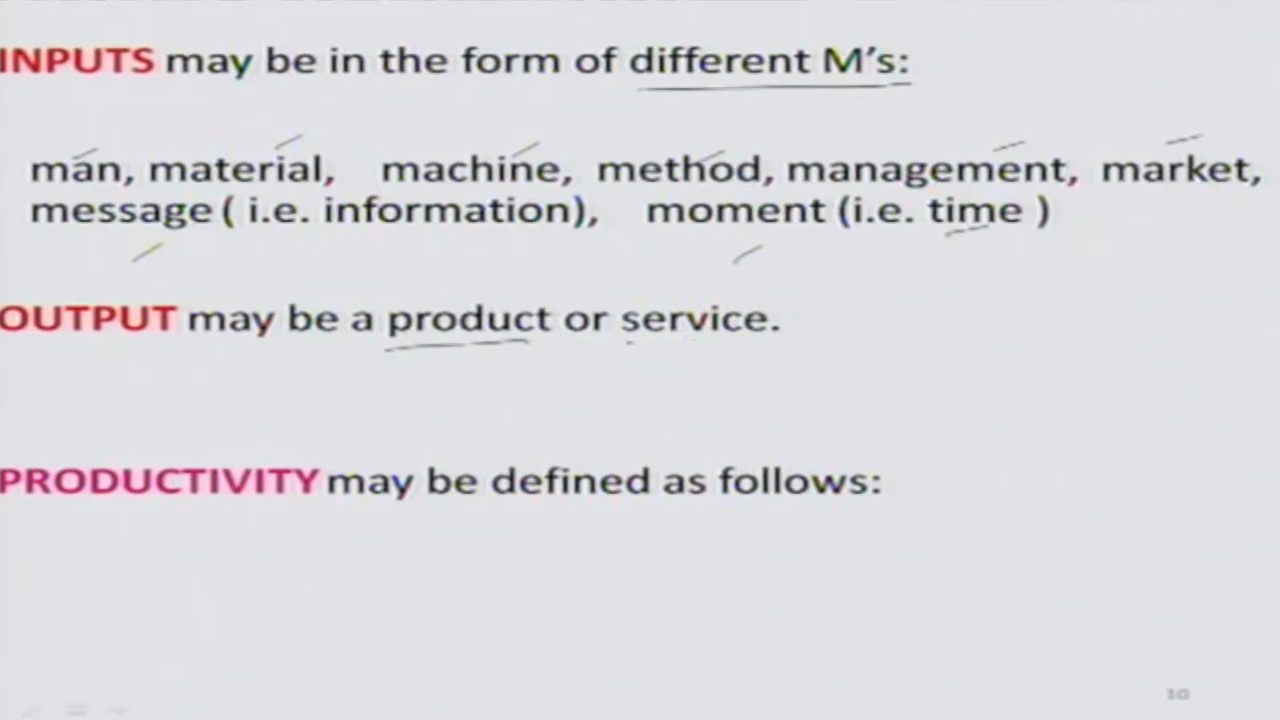 INPUTS may be in the form of different M's:
man, material, machine, method, management, market,
message ( i.e. information), moment (i.e. time )
OUTPUT may be a product or service.
PRODUCTIVITY may be defined as follows:
10